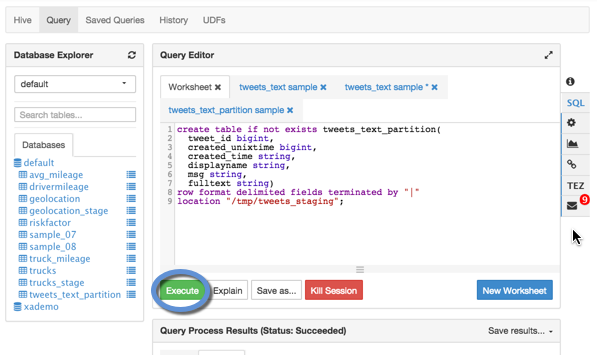 Hive Query Saved Queries History UDFs
Database Explorer
default
Search tables...
Databases
default
avg_mileage
drivermileage
geolocation
geolocation_stage
riskfactor
sample_07
sample_08
truck_mileage
trucks
trucks_stage
tweets_text_partition
xademo
Query Editor
Worksheet ✖ tweets_text sample ✖ tweets_text sample * ✖
tweets_text_partition sample ✖
1 create table if not exists tweets_text_partition(
2 tweet_id bigint,
3 created_unixtime bigint,
4 created_time string,
5 displayname string,
6 msg string,
7 fulltext string)
8 row format delimited fields terminated by "|"
9 location "/tmp/tweets_staging";
Execute Explain Save as... Kill Session New Worksheet
Query Process Results (Status: Succeeded) Save results...
SQL
TEZ
9